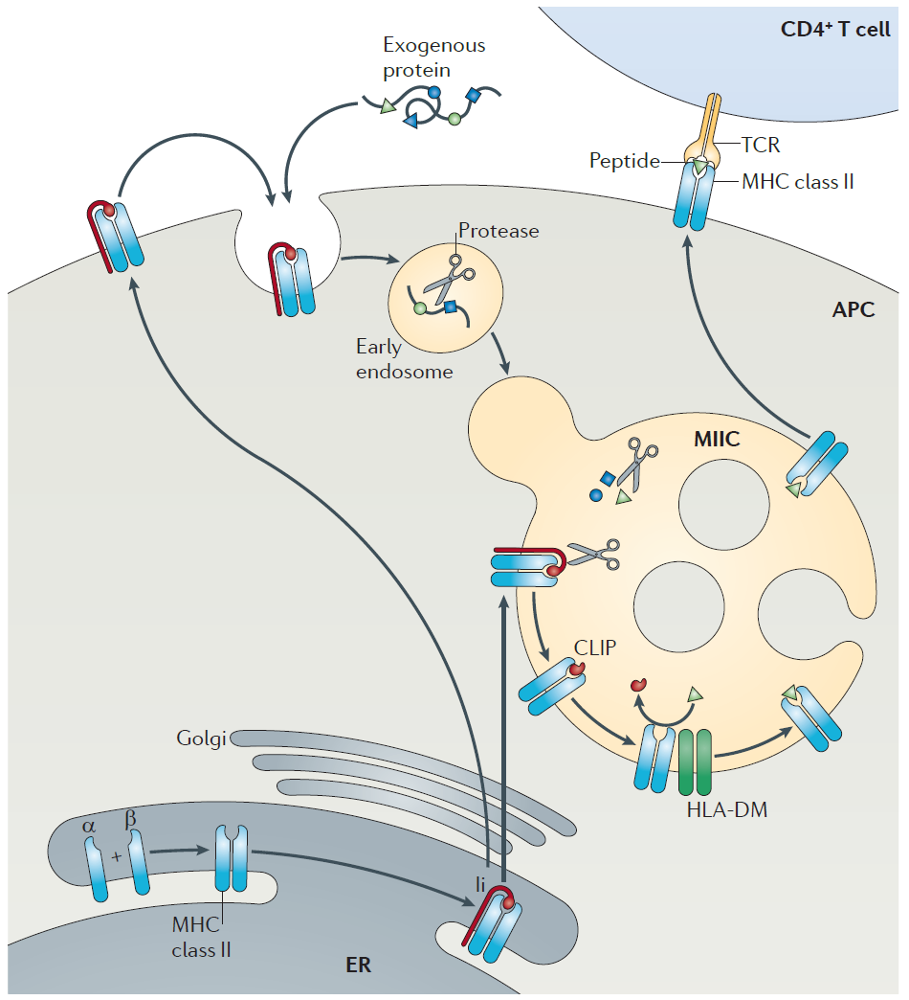 CD4⁺ T cell
Exogenous
protein
TCR
Peptide
MHC class II
Protease
APC
Early
endosome
MIIC
CLIP
Golgi
HLA-DM
α
β
+
Ii
MHC
class II
ER